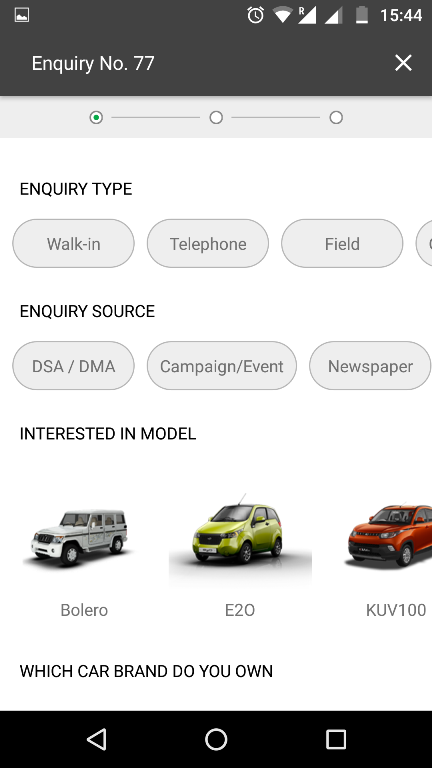 R
15:44
Enquiry No. 77
ENQUIRY TYPE
Walk-in Telephone Field
ENQUIRY SOURCE
DSA / DMA Campaign/Event Newspaper
INTERESTED IN MODEL
Bolero E2O KUV100
WHICH CAR BRAND DO YOU OWN